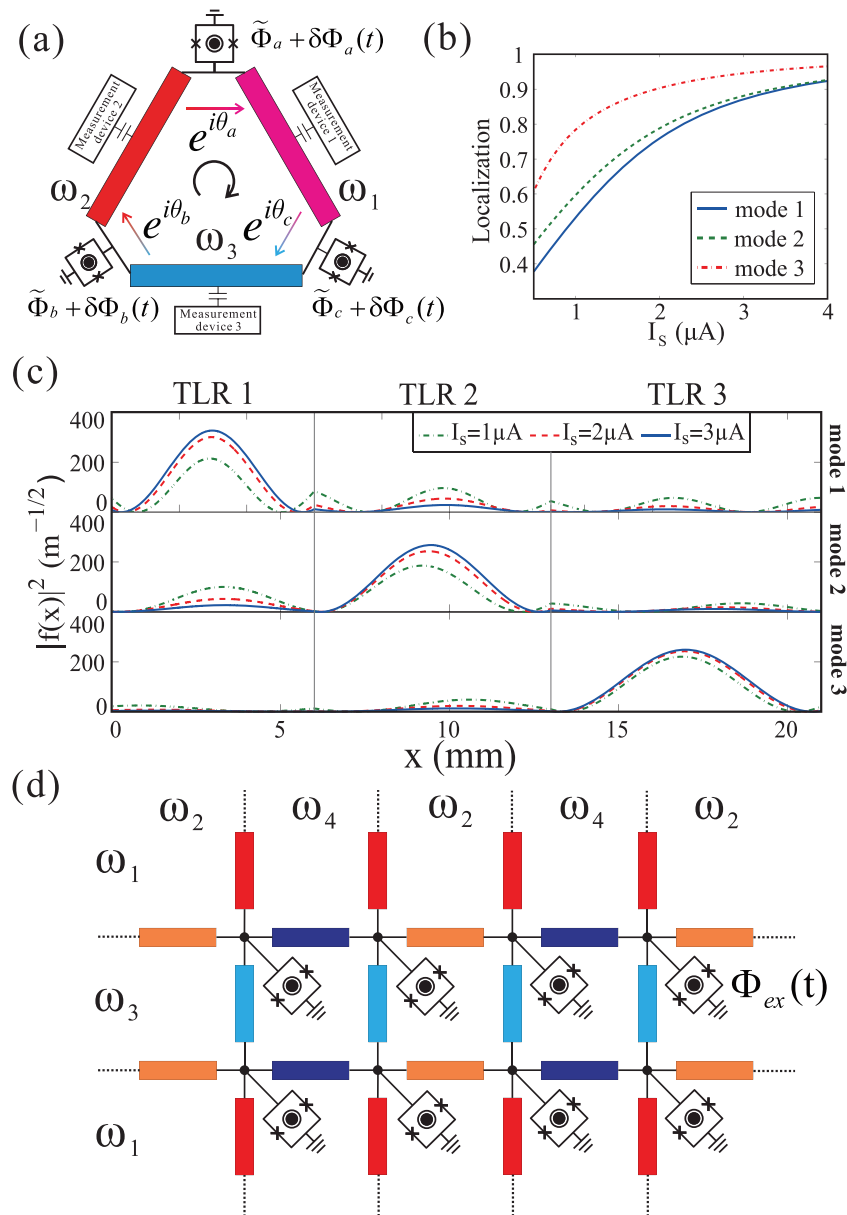 (a)
Φ̃a + δΦa(t)
Measurement device 2
Measurement device 1
e^{iθa}
ω2
ω1
e^{iθb}
e^{iθc}
ω3
Φ̃b + δΦb(t)
Measurement device 3
Φ̃c + δΦc(t)
(b)
Localization
1
0.9
0.8
0.7
0.6
0.5
0.4
mode 1
mode 2
mode 3
1 2 3 4
IS (μA)
(c)
TLR 1 TLR 2 TLR 3
Is=1μA Is=2μA Is=3μA
|f(x)|² (m^{−1/2})
400
200
0
mode 1
400
200
0
mode 2
400
200
0
mode 3
0 5 10 15 20
x (mm)
(d)
ω2 ω4 ω2 ω4 ω2
ω1
ω3
Φex(t)
ω1